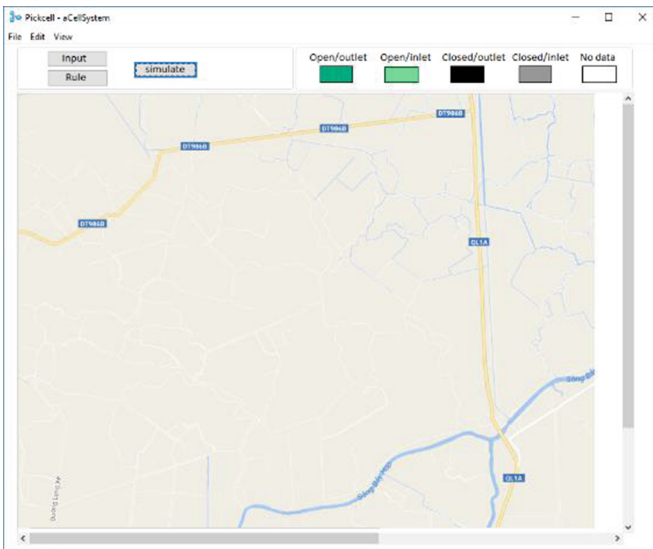 Pickcell - aCellSystem
File Edit View
Input
Rule
simulate
Open/outlet Open/inlet Closed/outlet Closed/inlet No data
DT986B
DT986B
DT986B
DT986B
QL1A
QL1A